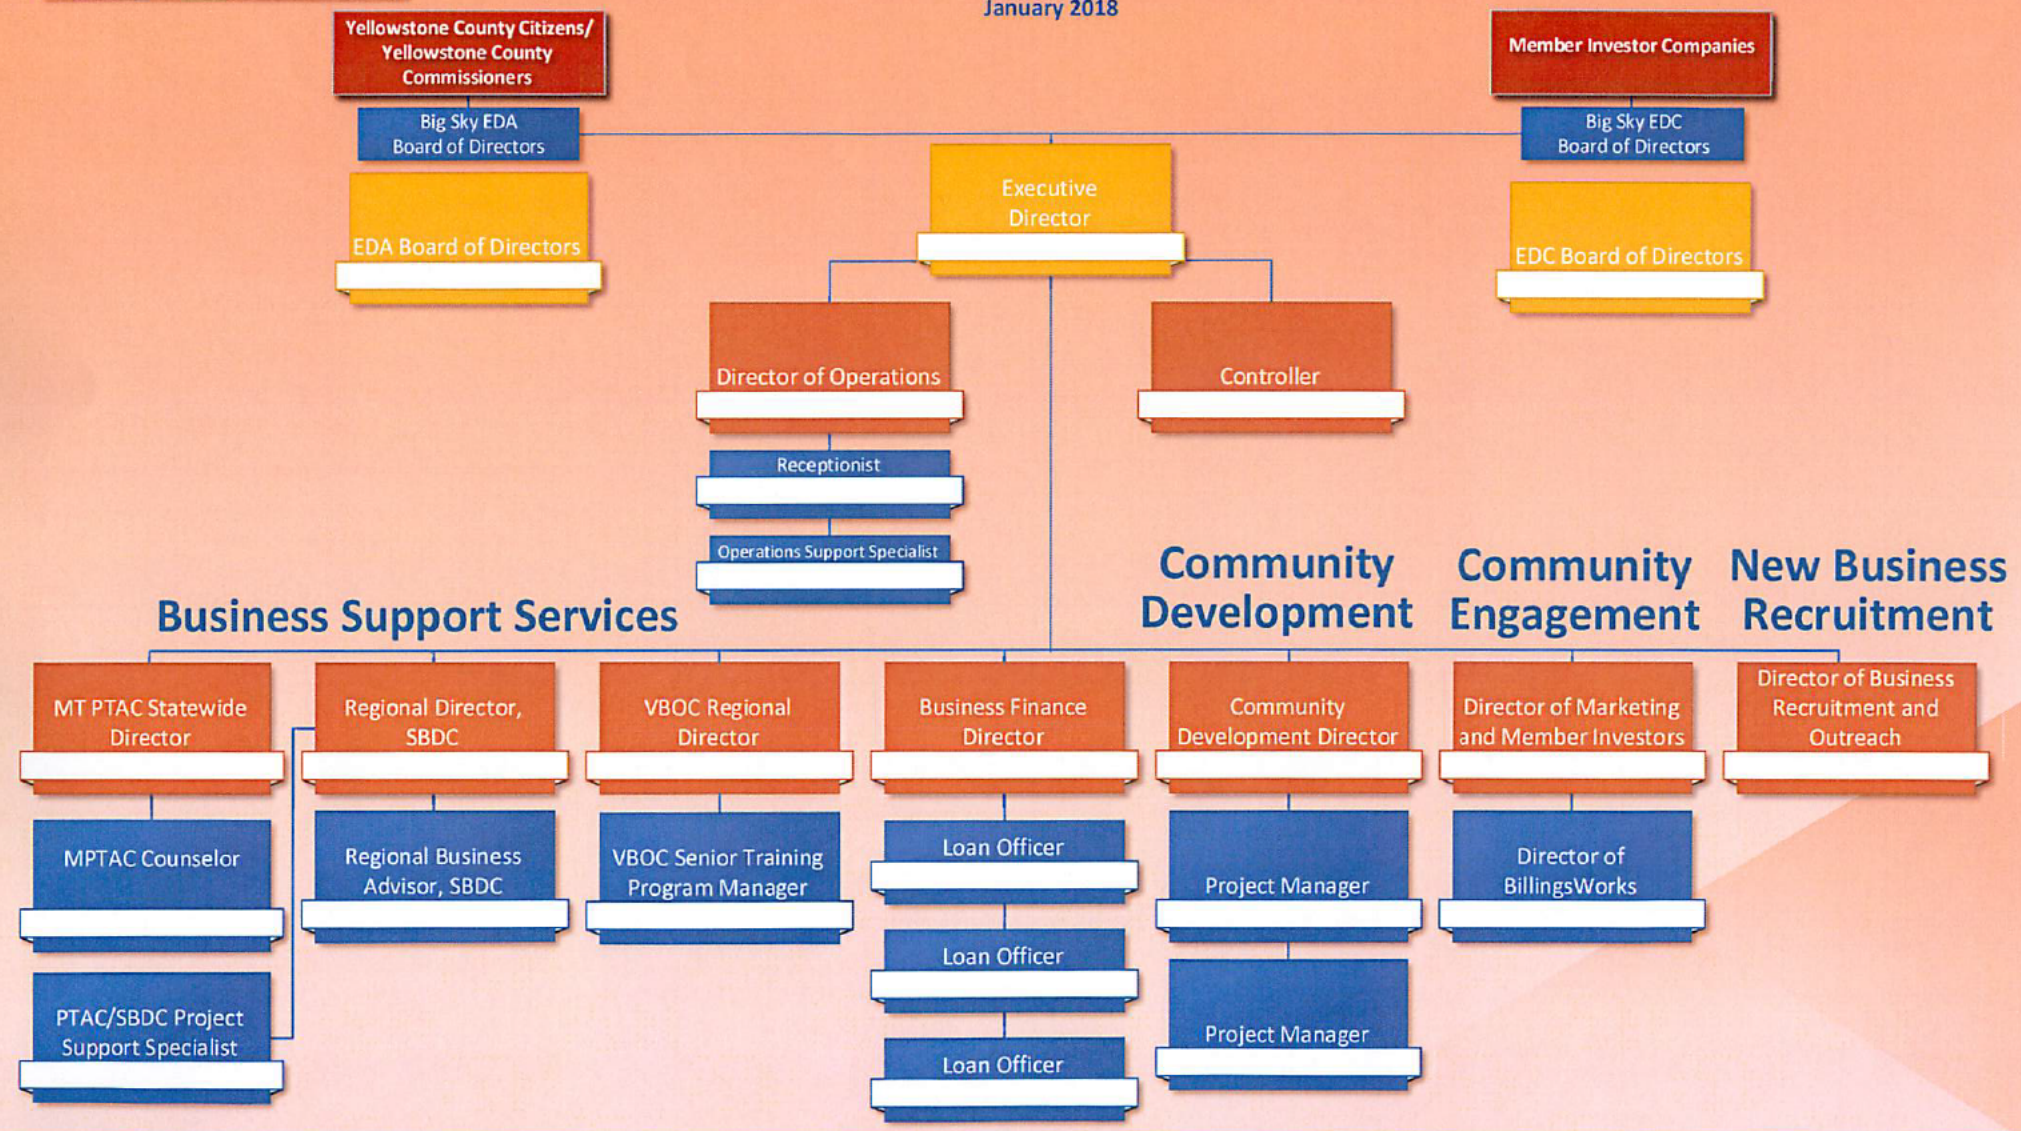 January 2018
Yellowstone County Citizens/
Yellowstone County
Commissioners
Member Investor Companies
Big Sky EDA
Board of Directors
Big Sky EDC
Board of Directors
Executive
Director
EDA Board of Directors
EDC Board of Directors
Director of Operations
Controller
Receptionist
Operations Support Specialist
Business Support Services
Community
Development
Community
Engagement
New Business
Recruitment
MT PTAC Statewide
Director
Regional Director,
SBDC
VBOC Regional
Director
Business Finance
Director
Community
Development Director
Director of Marketing
and Member Investors
Director of Business
Recruitment and
Outreach
MPTAC Counselor
Regional Business
Advisor, SBDC
VBOC Senior Training
Program Manager
Loan Officer
Project Manager
Director of
BillingsWorks
Loan Officer
PTAC/SBDC Project
Support Specialist
Loan Officer
Project Manager